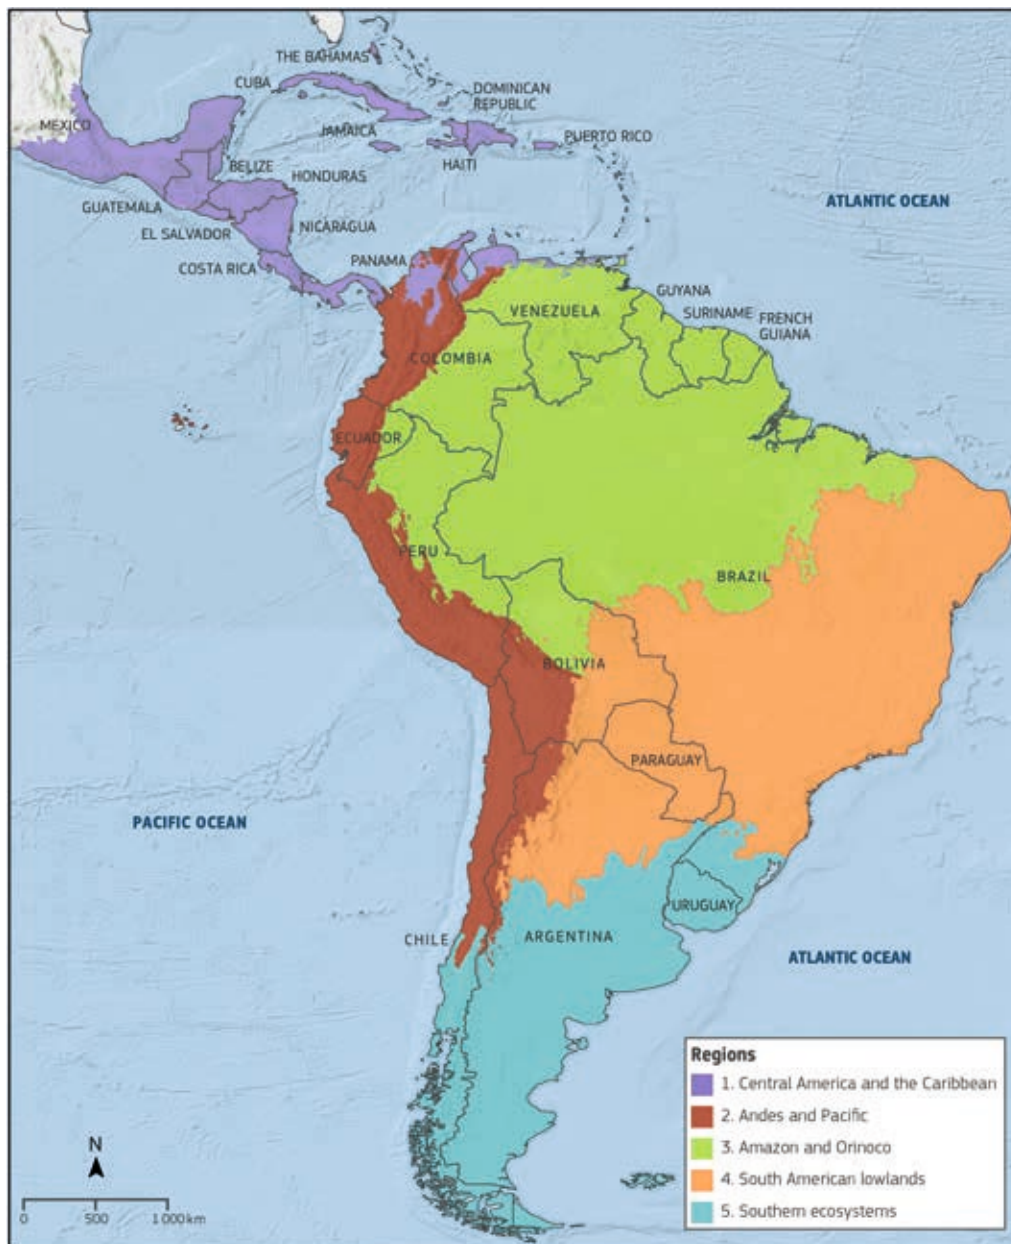 THE BAHAMAS
CUBA
DOMINICAN
REPUBLIC
MEXICO
JAMAICA
PUERTO RICO
HAITI
BELIZE
HONDURAS
ATLANTIC OCEAN
GUATEMALA
EL SALVADOR
NICARAGUA
PANAMA
COSTA RICA
GUYANA
VENEZUELA
SURINAME
FRENCH
GUIANA
COLOMBIA
ECUADOR
PERU
BRAZIL
BOLIVIA
PARAGUAY
PACIFIC OCEAN
URUGUAY
CHILE
ARGENTINA
ATLANTIC OCEAN
Regions
1. Central America and the Caribbean
2. Andes and Pacific
3. Amazon and Orinoco
4. South American lowlands
5. Southern ecosystems
N
0 500 1 000 km